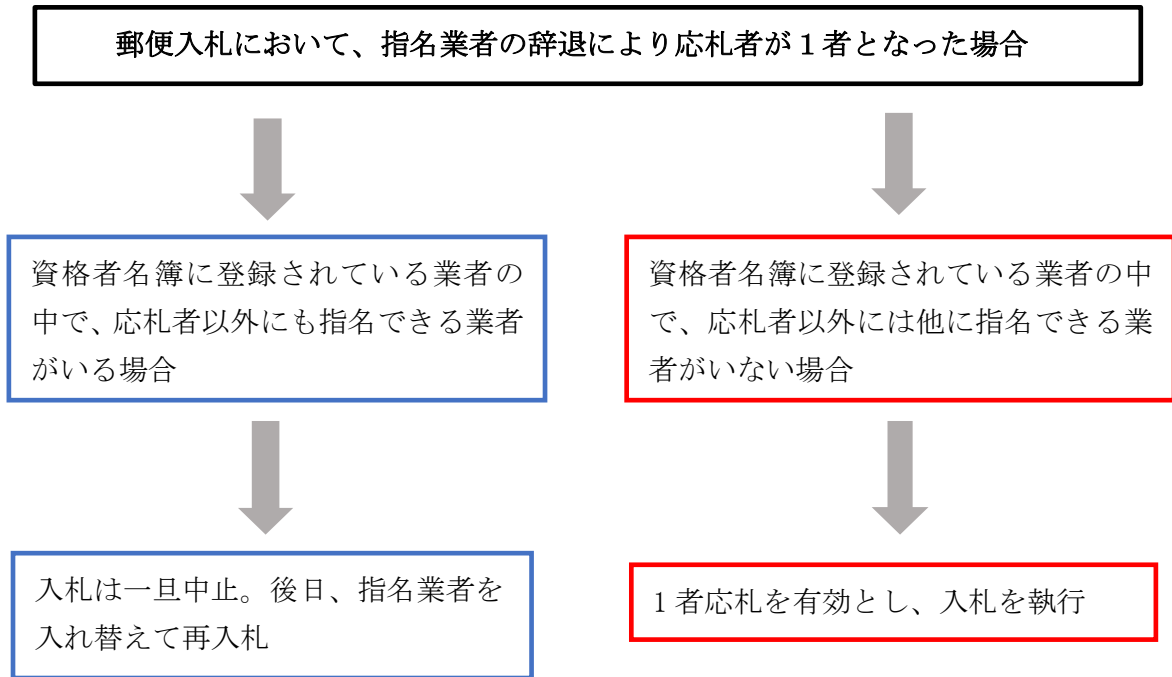 郵便入札において、指名業者の辞退により応札者が１者となった場合
資格者名簿に登録されている業者の
中で、応札者以外にも指名できる業者
がいる場合
資格者名簿に登録されている業者の中
で、応札者以外には他に指名できる業
者がいない場合
入札は一旦中止。後日、指名業者を
入れ替えて再入札
１者応札を有効とし、入札を執行